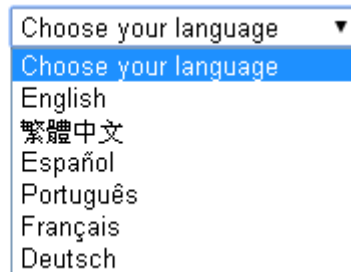 Choose your language
Choose your language
English
繁體中文
Español
Português
Français
Deutsch